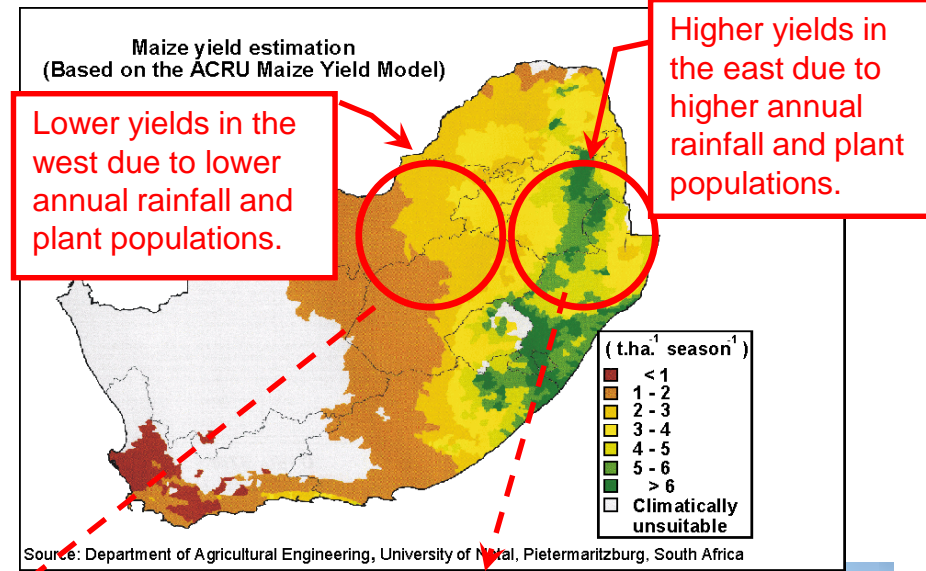 Maize yield estimation
(Based on the ACRU Maize Yield Model)
Higher yields in
the east due to
higher annual
rainfall and plant
populations.
Lower yields in the
west due to lower
annual rainfall and
plant populations.
( t.ha.⁻¹ season⁻¹ )
< 1
1 - 2
2 - 3
3 - 4
4 - 5
5 - 6
> 6
Climatically
unsuitable
Source: Department of Agricultural Engineering, University of Natal, Pietermaritzburg, South Africa